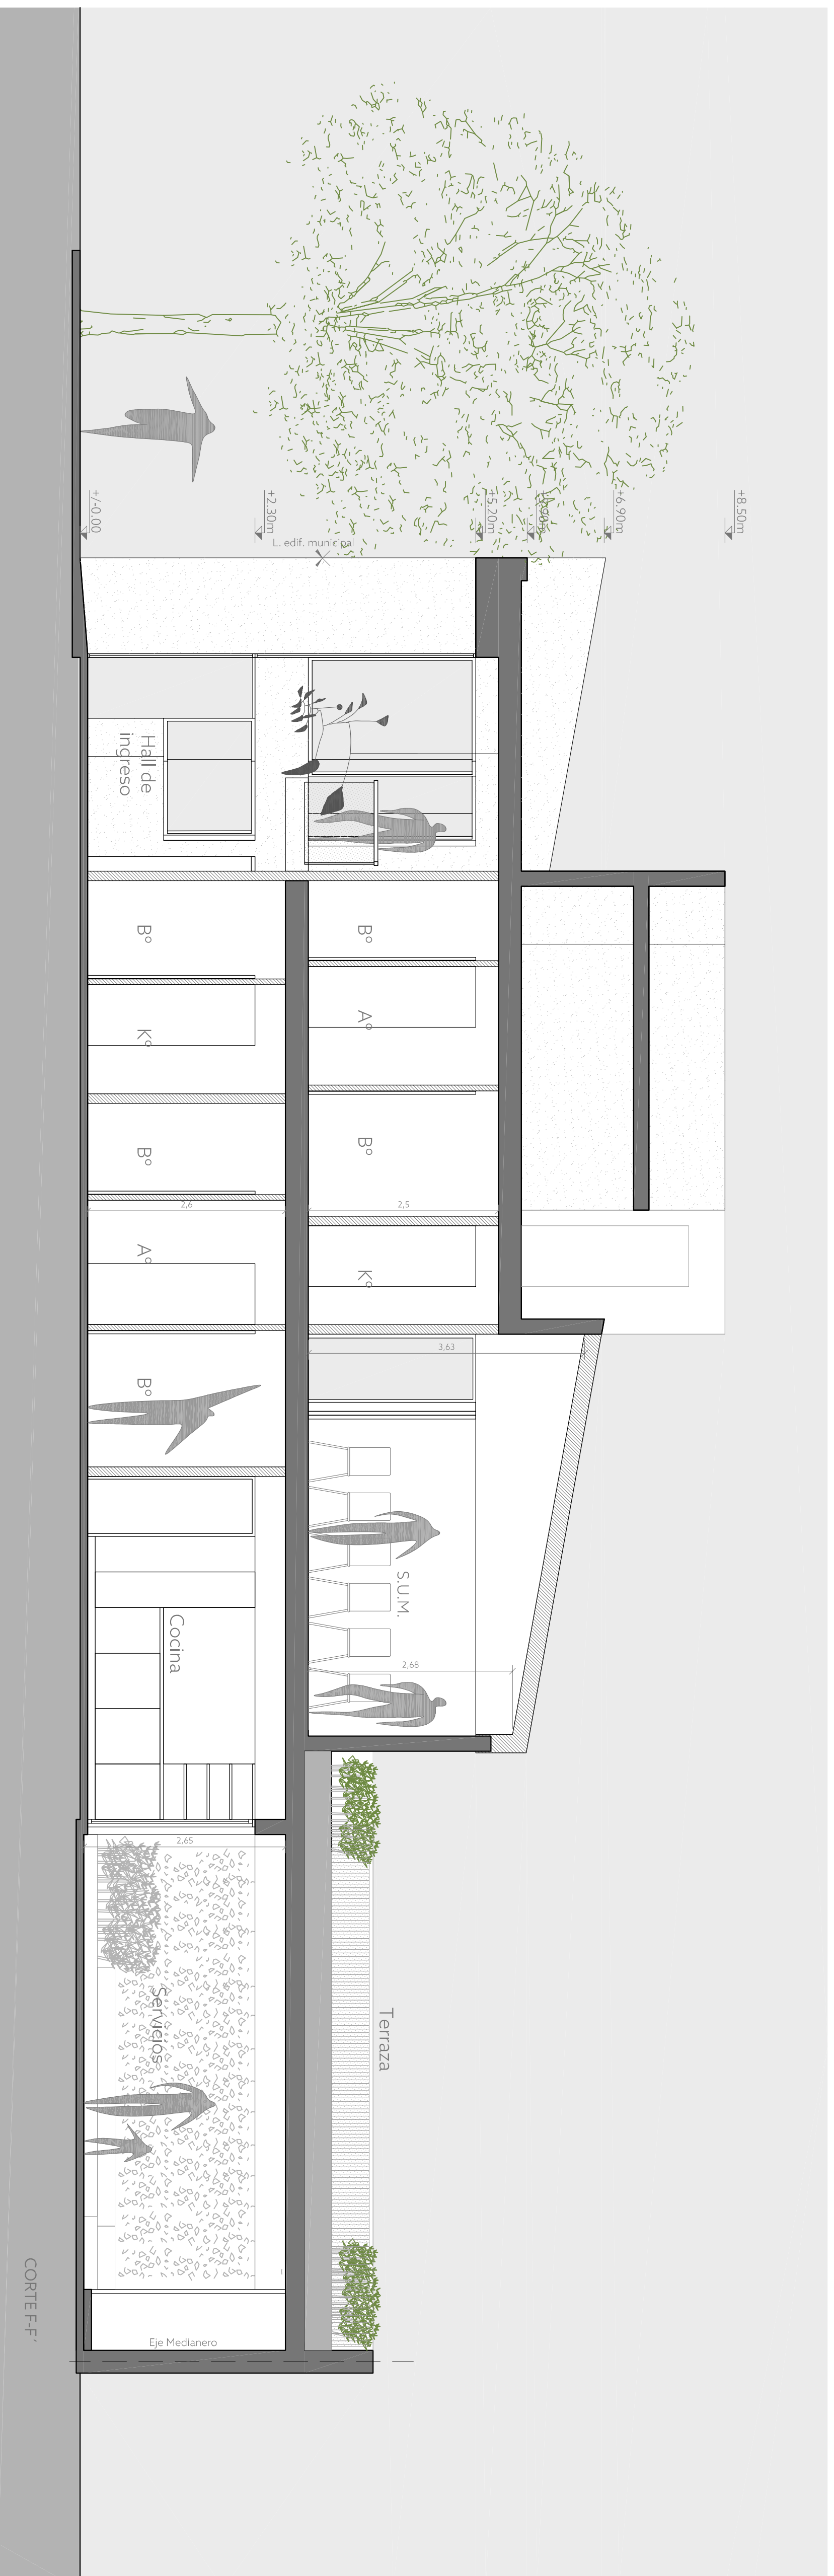 +8.50m
+6.90m
+5.20m
3,63
2,68
S.U.M.
2,5
Terraza
Bº
Aº
Bº
Kº
L. edif. municipal
+2.30m
2,6
2,65
Cocina
Servicios
Hall de
ingreso
Bº
Kº
Bº
Aº
Bº
Eje Medianero
+/-0.00
CORTE F-F´